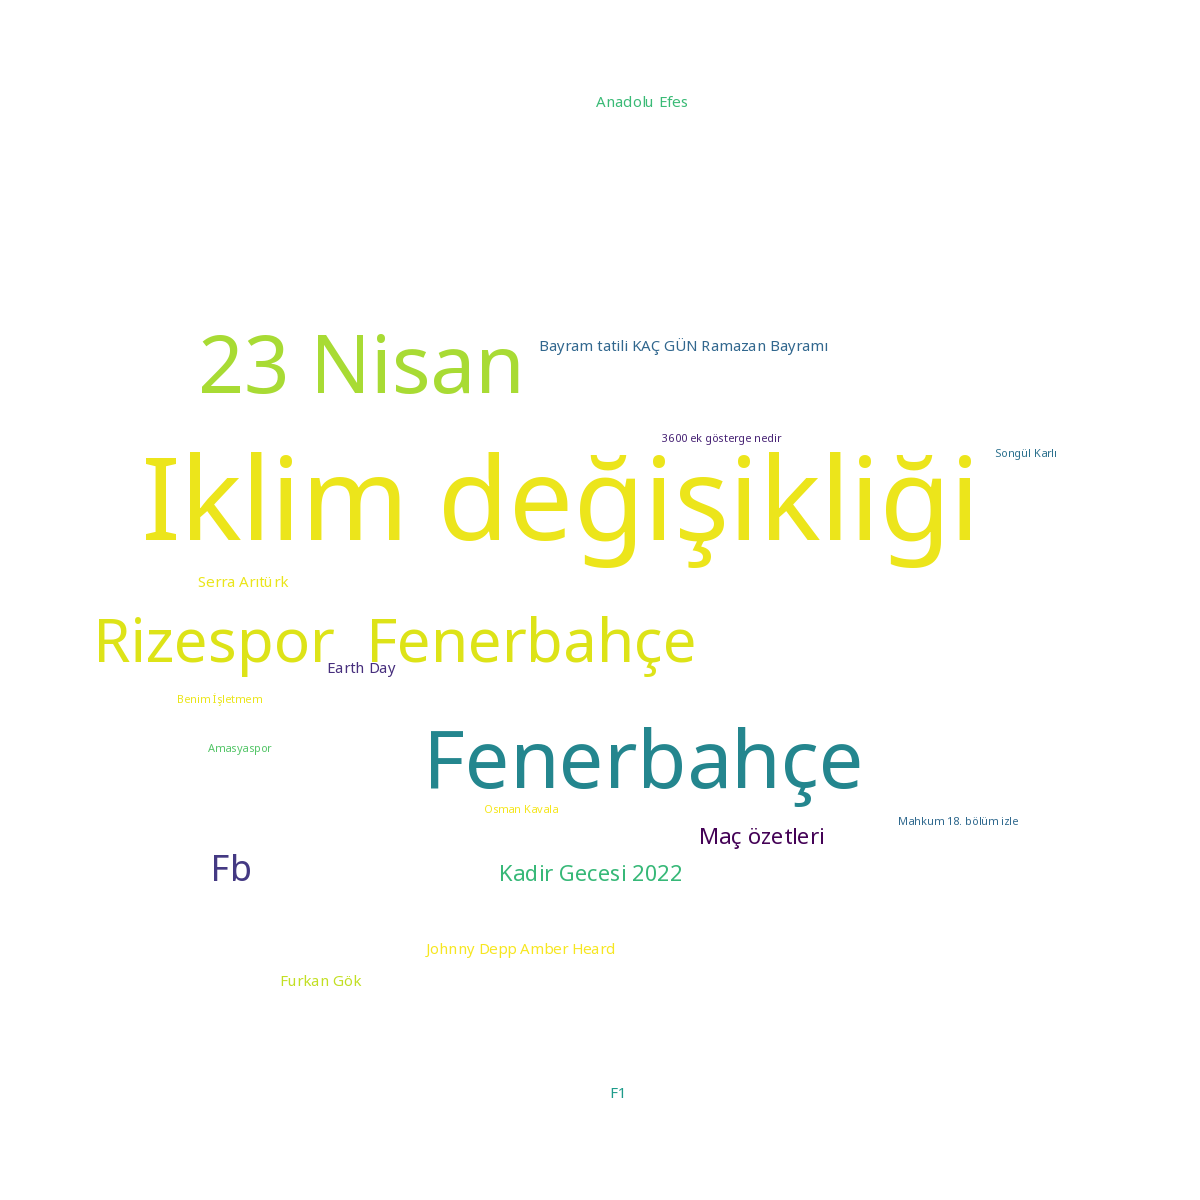 Anadolu Efes
23 Nisan
Bayram tatili KAÇ GÜN Ramazan Bayramı
3600 ek gösterge nedir
Songül Karlı
Iklim değişikliği
Serra Arıtürk
Rizespor  Fenerbahçe
Earth Day
Benim Işletmem
Amasyaspor
Fenerbahçe
Osman Kavala
Mahkum 18. bölüm izle
Maç özetleri
Fb
Kadir Gecesi 2022
Johnny Depp Amber Heard
Furkan Gök
F1